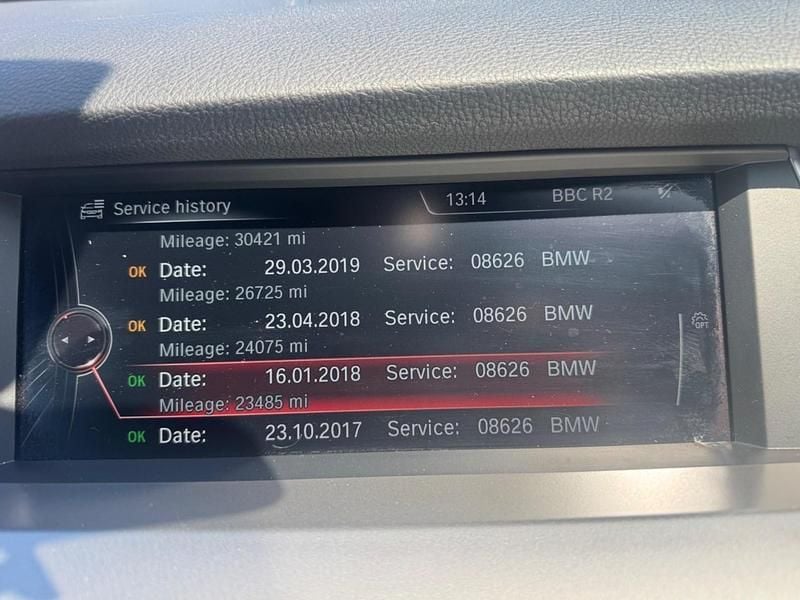 Service history 13:14 BBC R2
Mileage: 30421 mi
OK Date: 29.03.2019 Service: 08626 BMW
Mileage: 26725 mi
OK Date: 23.04.2018 Service: 08626 BMW
Mileage: 24075 mi
OK Date: 16.01.2018 Service: 08626 BMW
Mileage: 23485 mi
OK Date: 23.10.2017 Service: 08626 BMW
OPT